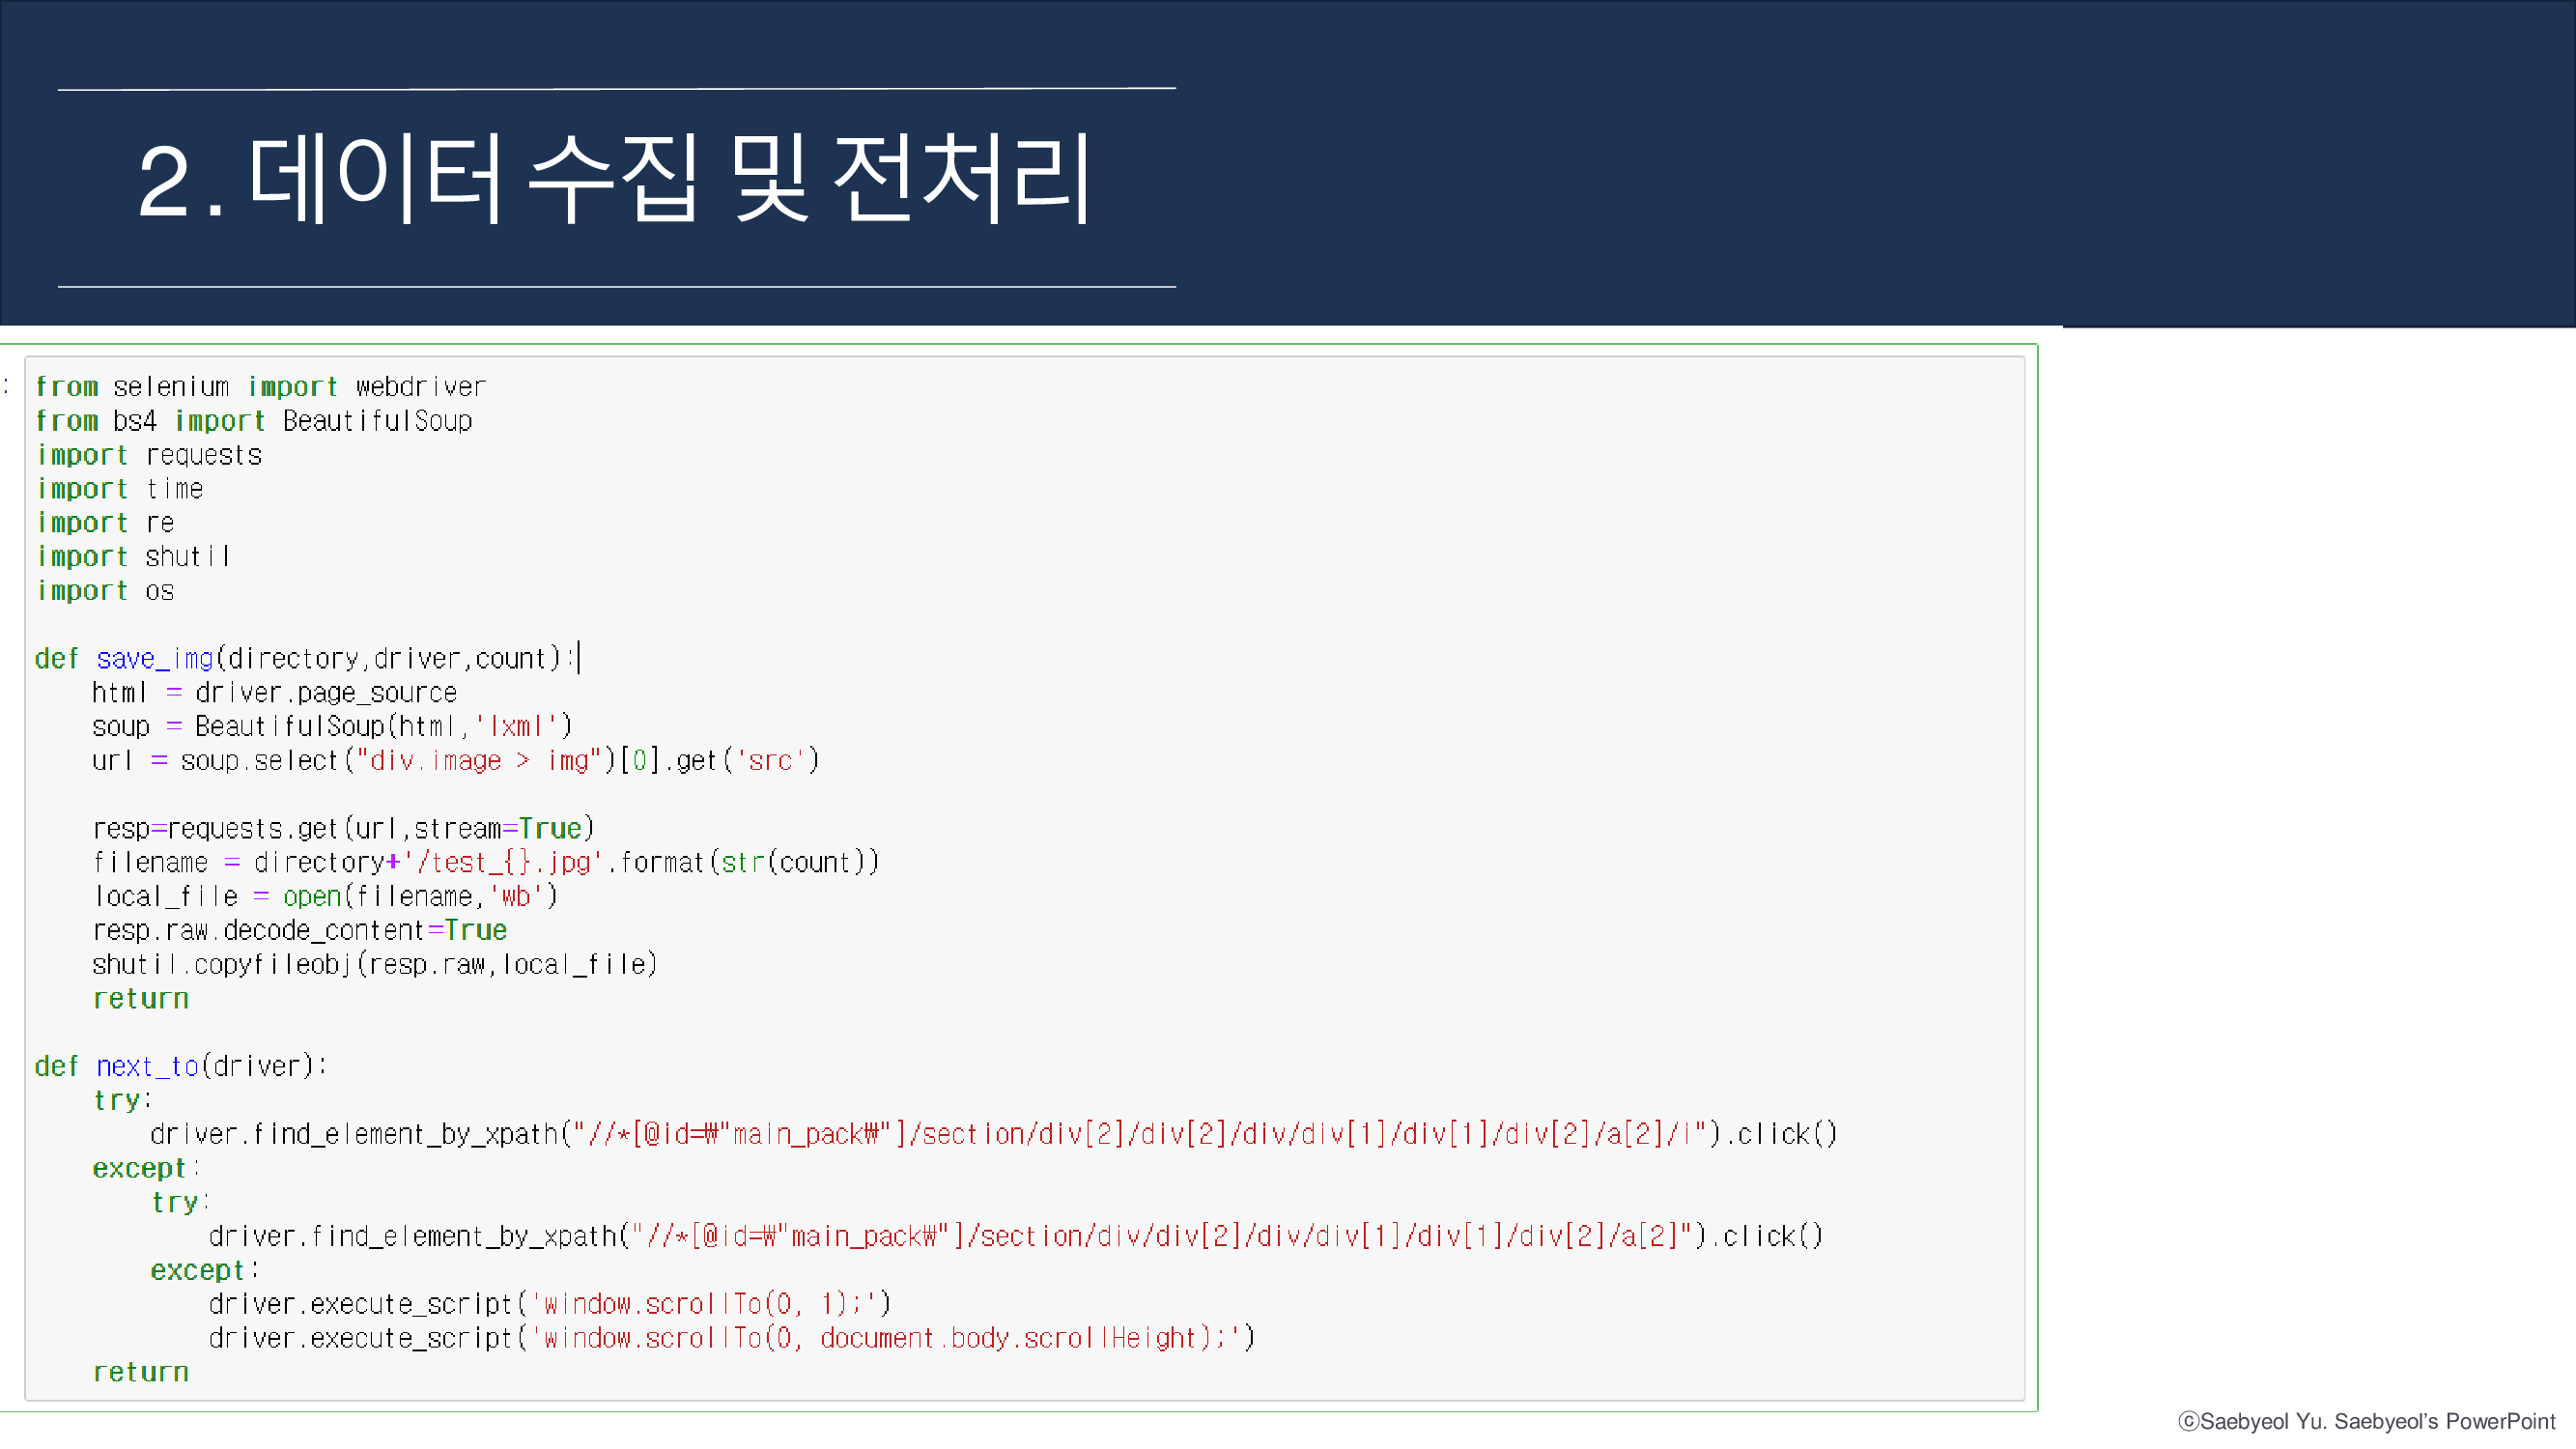 2. 데이터 수집 및 전처리
:
from selenium import webdriver
from bs4 import BeautifulSoup
import requests
import time
import re
import shutil
import os
def save_img(directory,driver,count):
    html = driver.page_source
    soup = BeautifulSoup(html,'lxml')
    url = soup.select("div.image > img")[0].get('src')
    resp=requests.get(url,stream=True)
    filename = directory+'/test_{}.jpg'.format(str(count))
    local_file = open(filename,'wb')
    resp.raw.decode_content=True
    shutil.copyfileobj(resp.raw,local_file)
    return
def next_to(driver):
    try:
        driver.find_element_by_xpath("//*[@id=₩"main_pack₩"]/section/div[2]/div[2]/div/div[1]/div[1]/div[2]/a[2]/i").click()
    except:
        try:
            driver.find_element_by_xpath("//*[@id=₩"main_pack₩"]/section/div/div[2]/div/div[1]/div[1]/div[2]/a[2]").click()
        except:
            driver.execute_script('window.scrollTo(0, 1);')
            driver.execute_script('window.scrollTo(0, document.body.scrollHeight);')
    return
ⓒSaebyeol Yu. Saebyeol’s PowerPoint